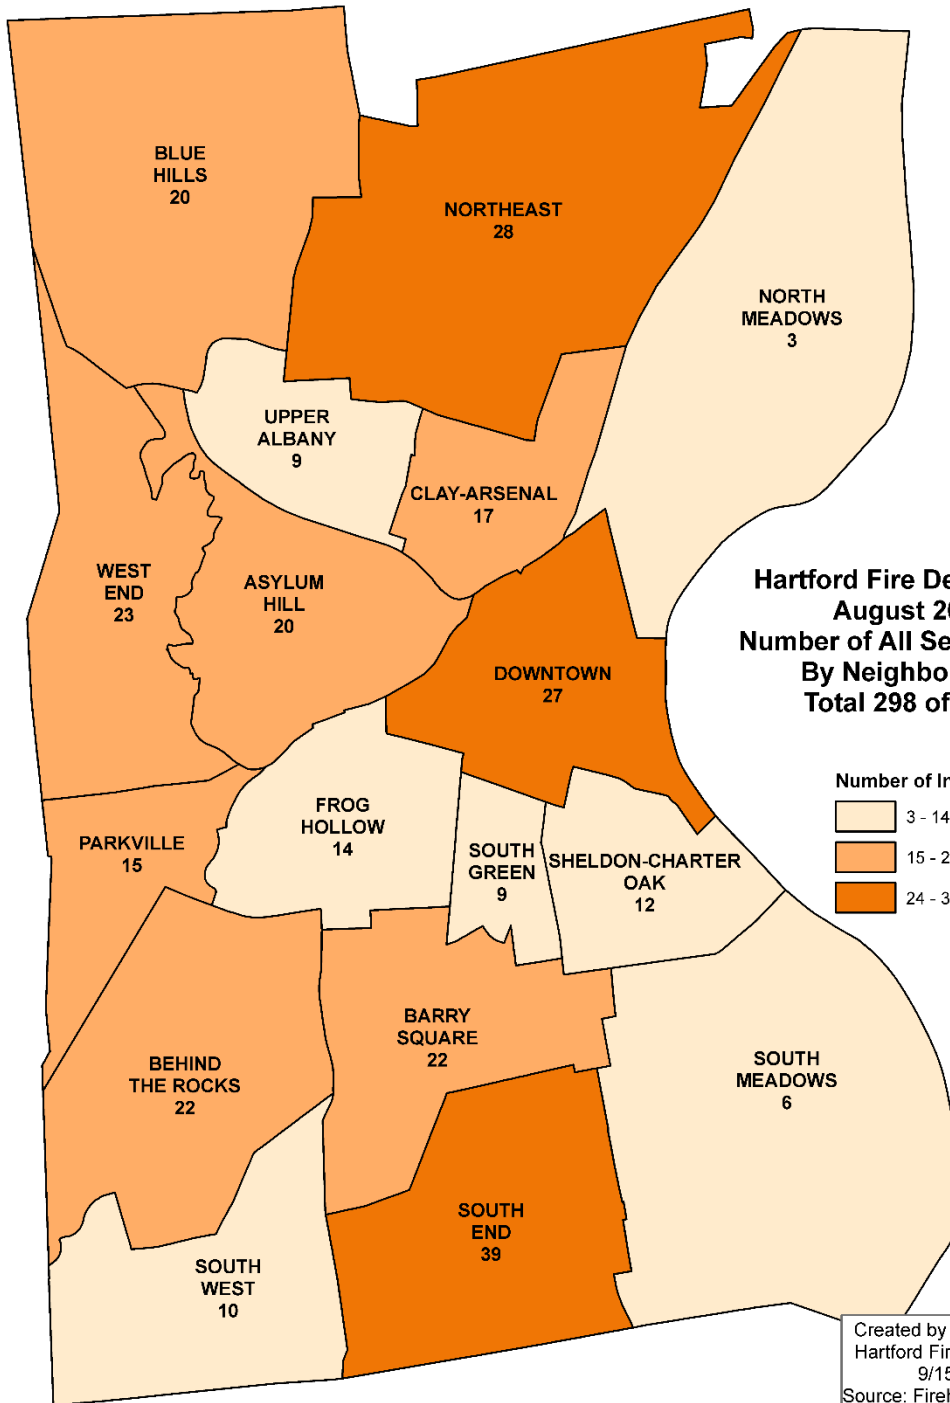 BLUE
HILLS
20
NORTHEAST
28
NORTH
MEADOWS
3
UPPER
ALBANY
9
CLAY-ARSENAL
17
WEST
END
23
ASYLUM
HILL
20
Hartford Fire De
August 20
Number of All Se
By Neighbo
Total 298 of
DOWNTOWN
27
Number of In
3 - 14
15 - 2
24 - 3
FROG
HOLLOW
14
PARKVILLE
15
SOUTH
GREEN
9
SHELDON-CHARTER
OAK
12
BARRY
SQUARE
22
BEHIND
THE ROCKS
22
SOUTH
MEADOWS
6
SOUTH
END
39
SOUTH
WEST
10
Created by
Hartford Fir
9/15
Source: Fireh